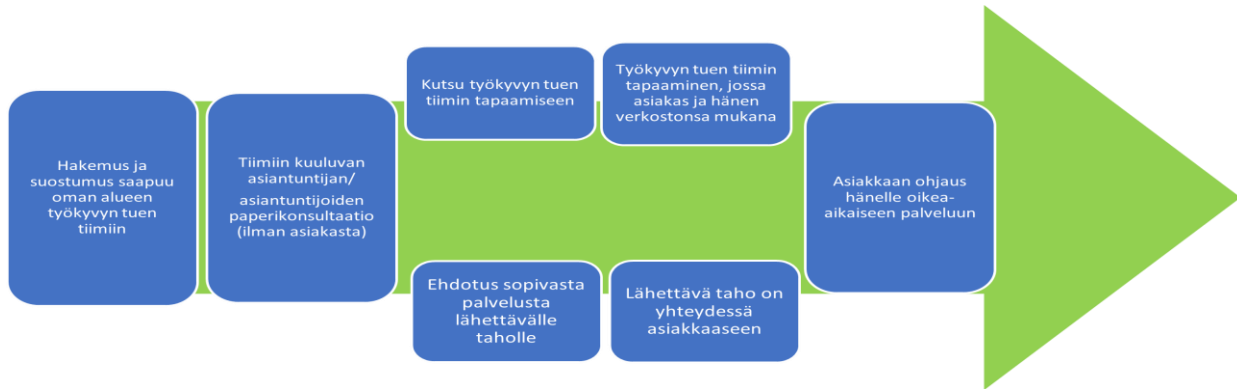 Hakemus ja
suostumus saapuu
oman alueen
työkyvyn tuen
tiimiin
Tiimiin kuuluvan
asiantuntijan/
asiantuntijoiden
paperikonsultaatio
(ilman asiakasta)
Kutsu työkyvyn tuen
tiimin tapaamiseen
Työkyvyn tuen tiimin
tapaaminen, jossa
asiakas ja hänen
verkostonsa mukana
Ehdotus sopivasta
palvelusta
lähettävälle
taholle
Lähettävä taho on
yhteydessä
asiakkaaseen
Asiakkaan ohjaus
hänelle oikea-
aikaiseen palveluun